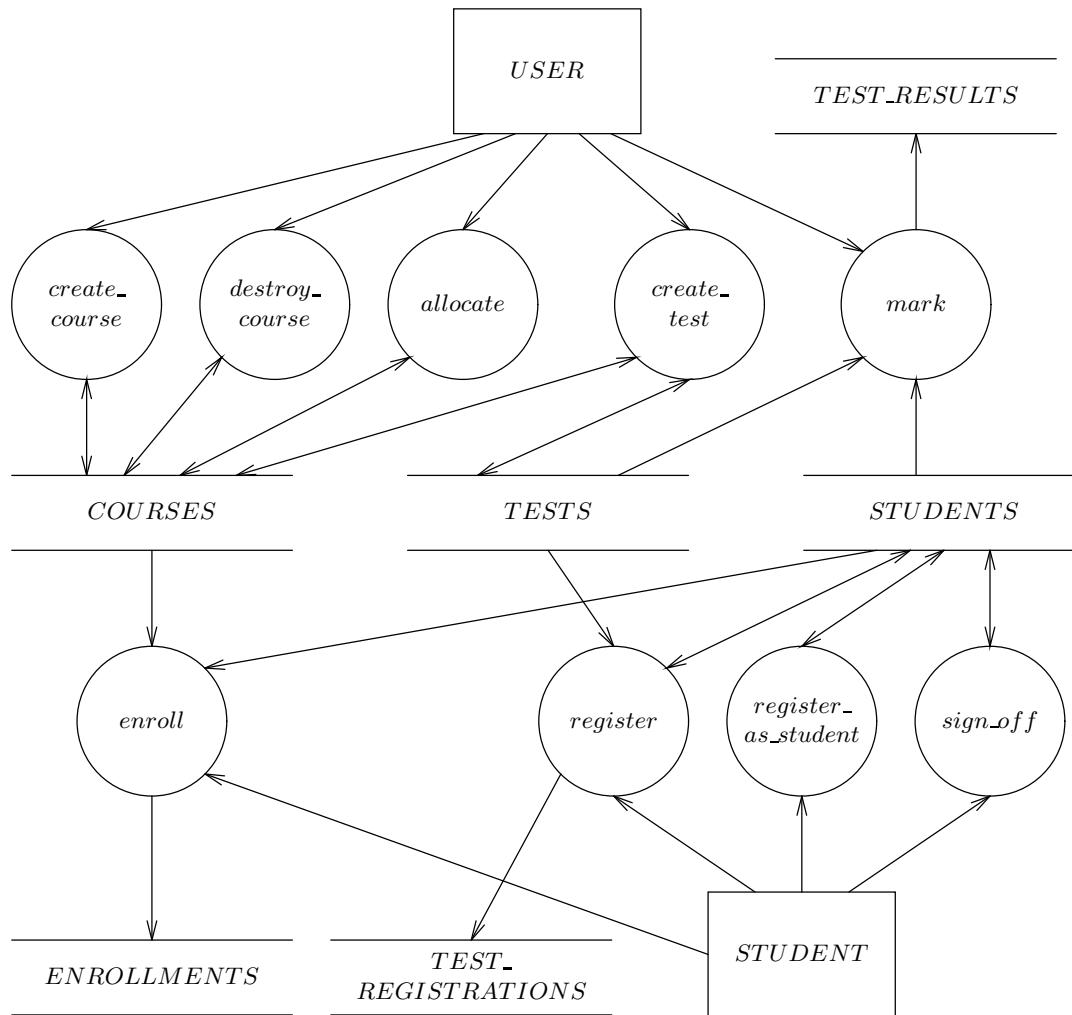 USER
TEST_RESULTS
create_
course
destroy_
course
allocate
create_
test
mark
COURSES
TESTS
STUDENTS
enroll
register
register_
as_student
sign_off
ENROLLMENTS
TEST_
REGISTRATIONS
STUDENT